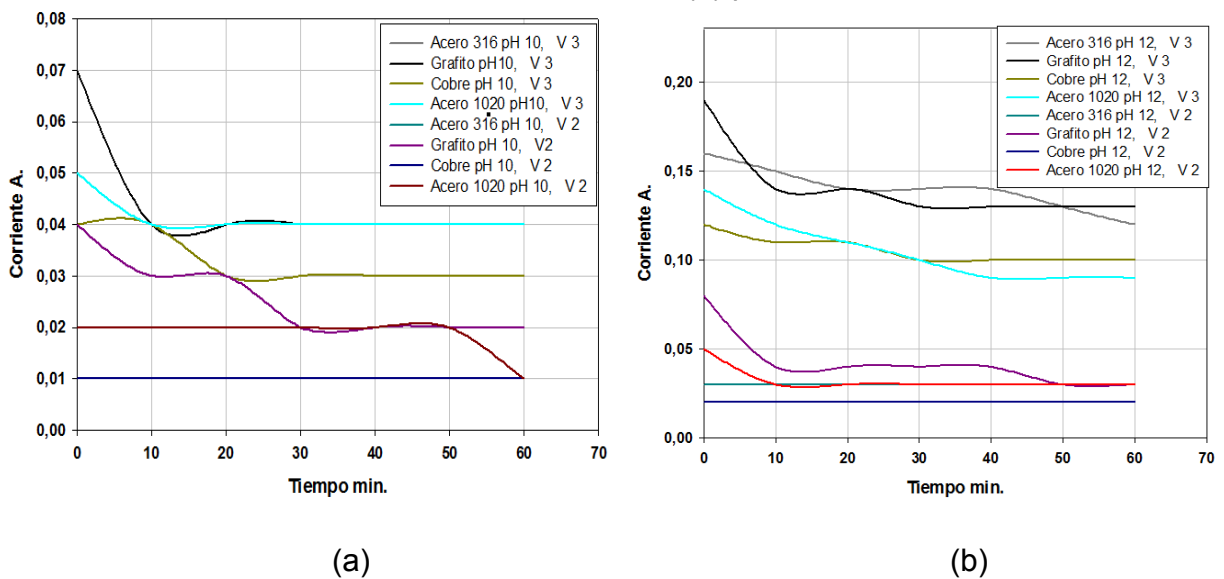 Corriente A.
0,08
0,07
0,06
0,05
0,04
0,03
0,02
0,01
0,00
0 10 20 30 40 50 60 70
Tiempo min.
Acero 316 pH 10, V 3
Grafito pH10, V 3
Cobre pH 10, V 3
Acero 1020 pH10, V 3
Acero 316 pH 10, V 2
Grafito pH 10, V2
Cobre pH 10, V 2
Acero 1020 pH 10, V 2
(a)
Corriente A.
0,20
0,15
0,10
0,05
0,00
0 10 20 30 40 50 60 70
Tiempo min.
Acero 316 pH 12, V 3
Grafito pH 12, V 3
Cobre pH 12, V 3
Acero 1020 pH 12, V 3
Acero 316 pH 12, V 2
Grafito pH 12, V 2
Cobre pH 12, V 2
Acero 1020 pH 12, V 2
(b)